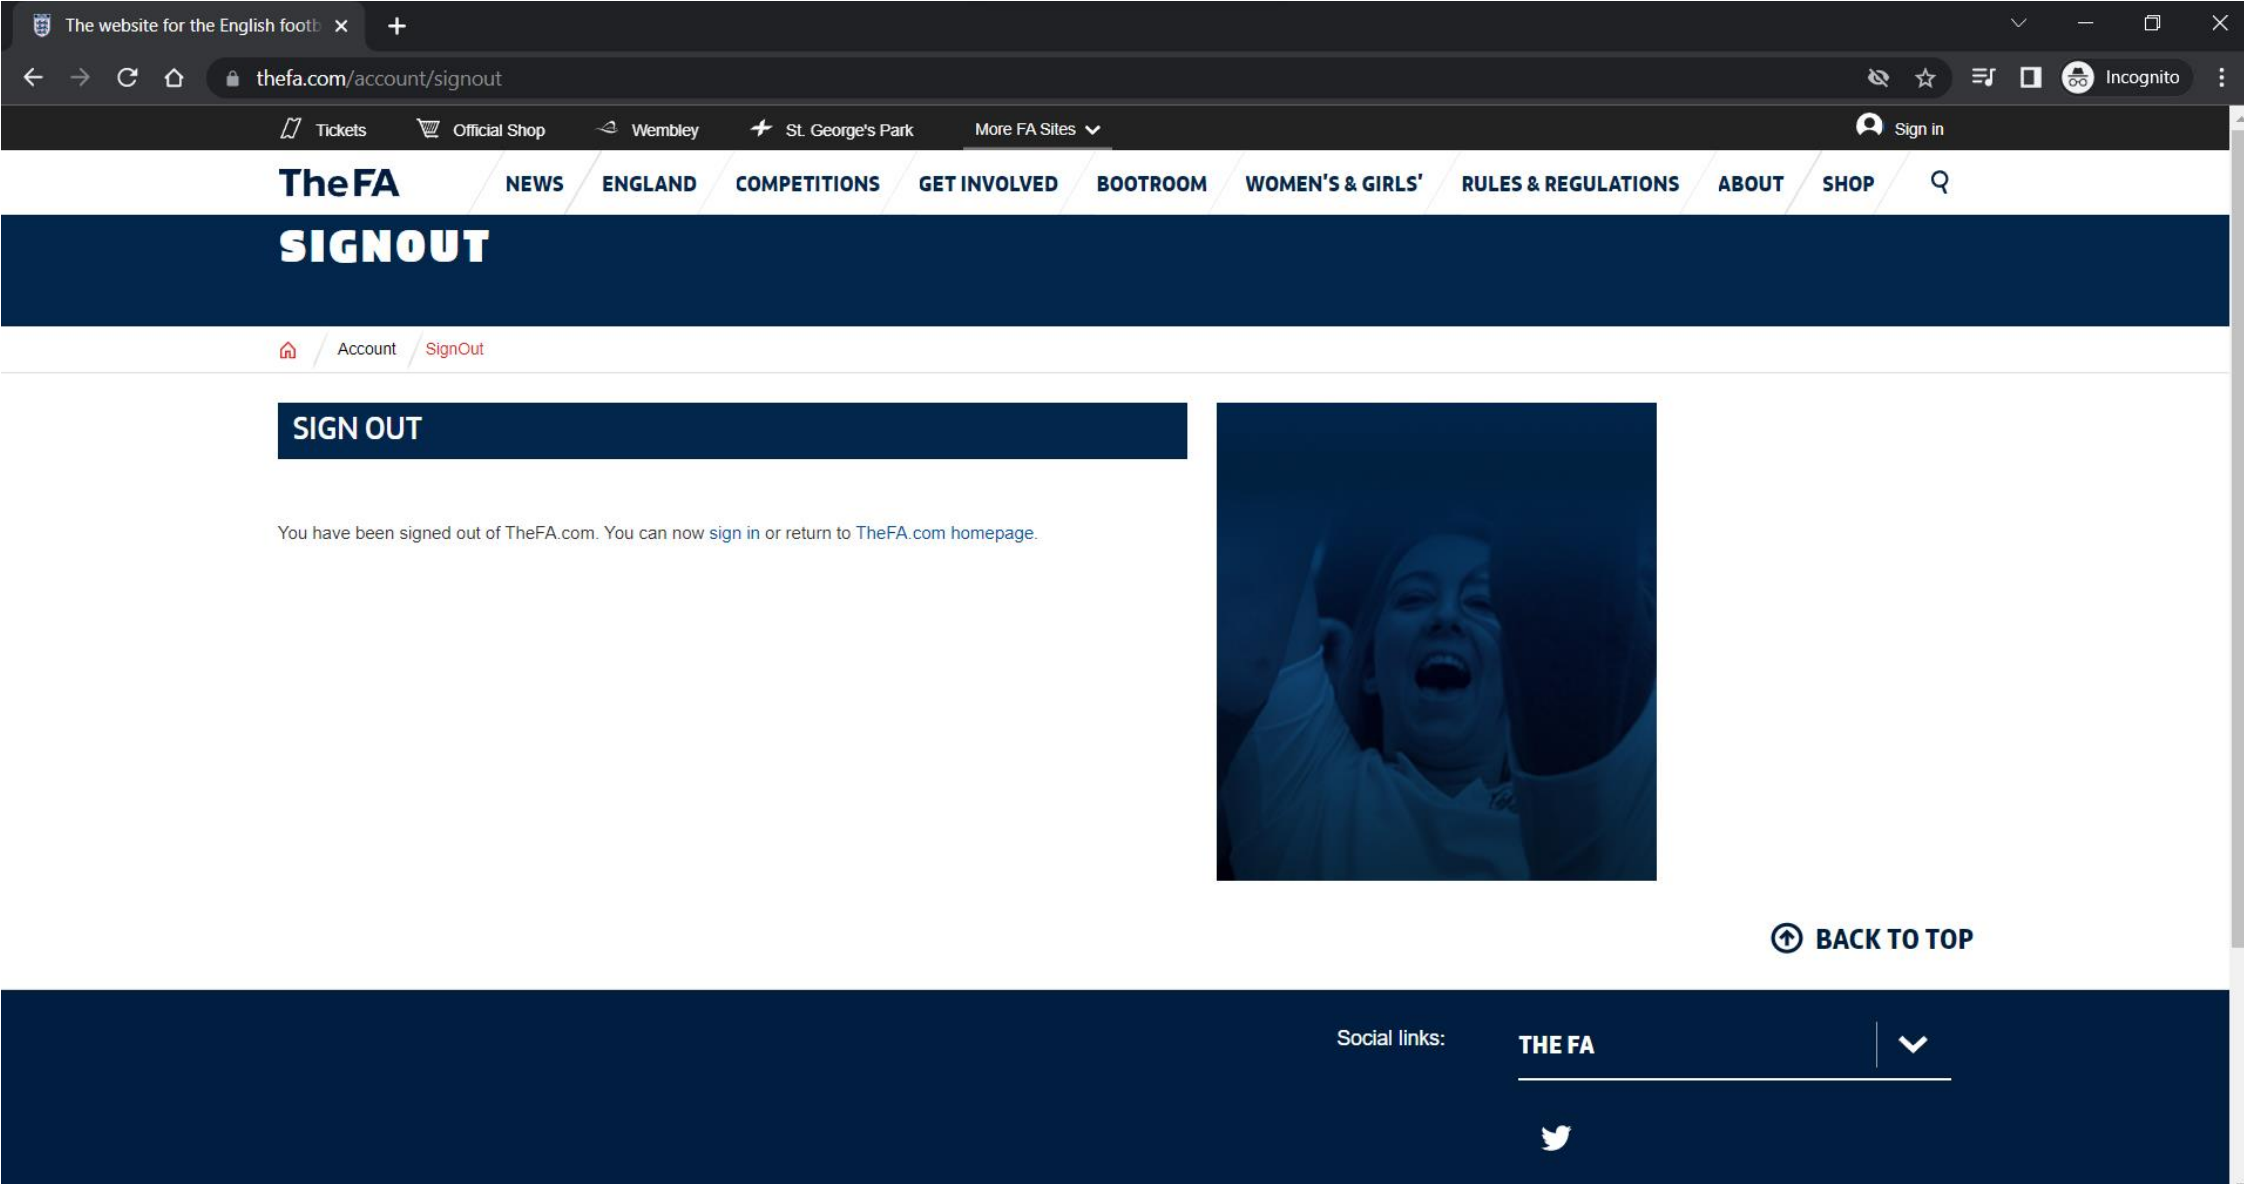 The website for the English footb
thefa.com/account/signout
Incognito
Tickets
Official Shop
Wembley
St. George's Park
More FA Sites
Sign in
TheFA
NEWS
ENGLAND
COMPETITIONS
GET INVOLVED
BOOTROOM
WOMEN'S & GIRLS'
RULES & REGULATIONS
ABOUT
SHOP
SIGNOUT
Account
SignOut
SIGN OUT
You have been signed out of TheFA.com. You can now sign in or return to TheFA.com homepage.
BACK TO TOP
Social links:
THE FA